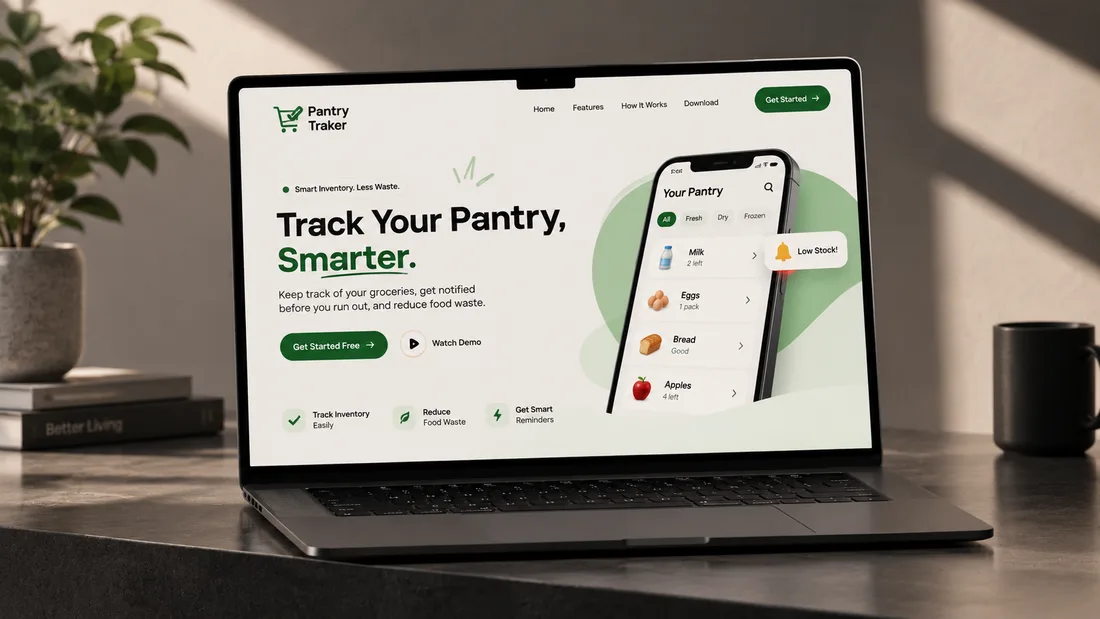 Pantry
Traker
Home
Features
How It Works
Download
Get Started
Smart Inventory. Less Waste.
Track Your Pantry,
Smarter.
Keep track of your groceries, get notified
before you run out, and reduce food waste.
Get Started Free
Watch Demo
Track Inventory
Easily
Reduce
Food Waste
Get Smart
Reminders
Your Pantry
All
Fresh
Dry
Frozen
Milk
2 left
Low Stock!
Eggs
1 pack
Bread
Good
Apples
4 left
Better Living